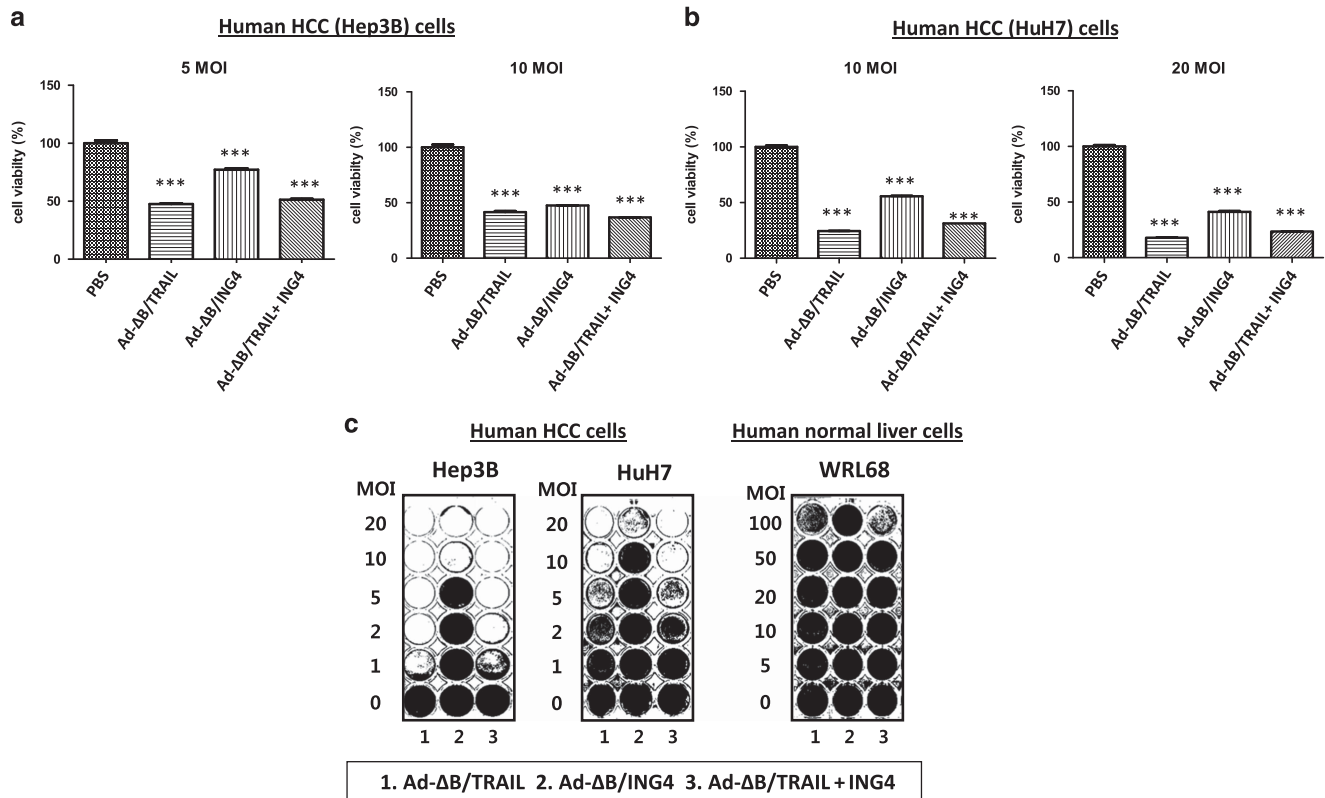 a
Human HCC (Hep3B) cells
5 MOI
cell viabilty (%)
150
100
50
0
***
***
***
PBS
Ad-ΔB/TRAIL
Ad-ΔB/ING4
Ad-ΔB/TRAIL+ ING4
10 MOI
cell viabilty (%)
150
100
50
0
***
***
***
PBS
Ad-ΔB/TRAIL
Ad-ΔB/ING4
Ad-ΔB/TRAIL+ ING4
b
Human HCC (HuH7) cells
10 MOI
cell viabilty (%)
150
100
50
0
***
***
***
PBS
Ad-ΔB/TRAIL
Ad-ΔB/ING4
Ad-ΔB/TRAIL+ ING4
20 MOI
cell viabilty (%)
150
100
50
0
***
***
***
PBS
Ad-ΔB/TRAIL
Ad-ΔB/ING4
Ad-ΔB/TRAIL+ ING4
c
Human HCC cells
Hep3B
MOI
20
10
5
2
1
0
1 2 3
HuH7
MOI
20
10
5
2
1
0
1 2 3
Human normal liver cells
WRL68
MOI
100
50
20
10
5
0
1 2 3
1. Ad-ΔB/TRAIL 2. Ad-ΔB/ING4 3. Ad-ΔB/TRAIL + ING4